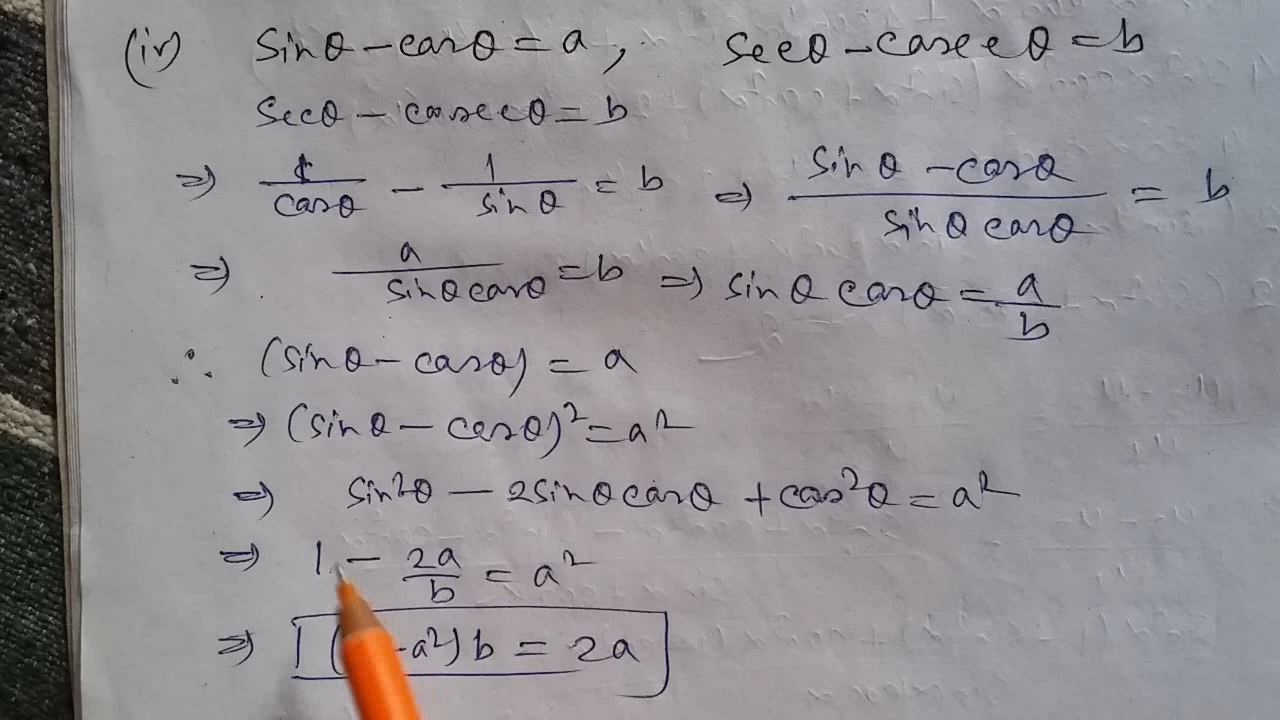 (iv) sinθ - cosθ = a, secθ - cosecθ = b
secθ - cosecθ = b
⇒ 1/cosθ - 1/sinθ = b ⇒ (sinθ - cosθ)/(sinθ cosθ) = b
⇒ a/(sinθ cosθ) = b ⇒ sinθ cosθ = a/b
∴ (sinθ - cosθ) = a
⇒ (sinθ - cosθ)² = a²
⇒ sin²θ - 2sinθ cosθ + cos²θ = a²
⇒ 1 - 2a/b = a²
⇒ ( - a²) b = 2a